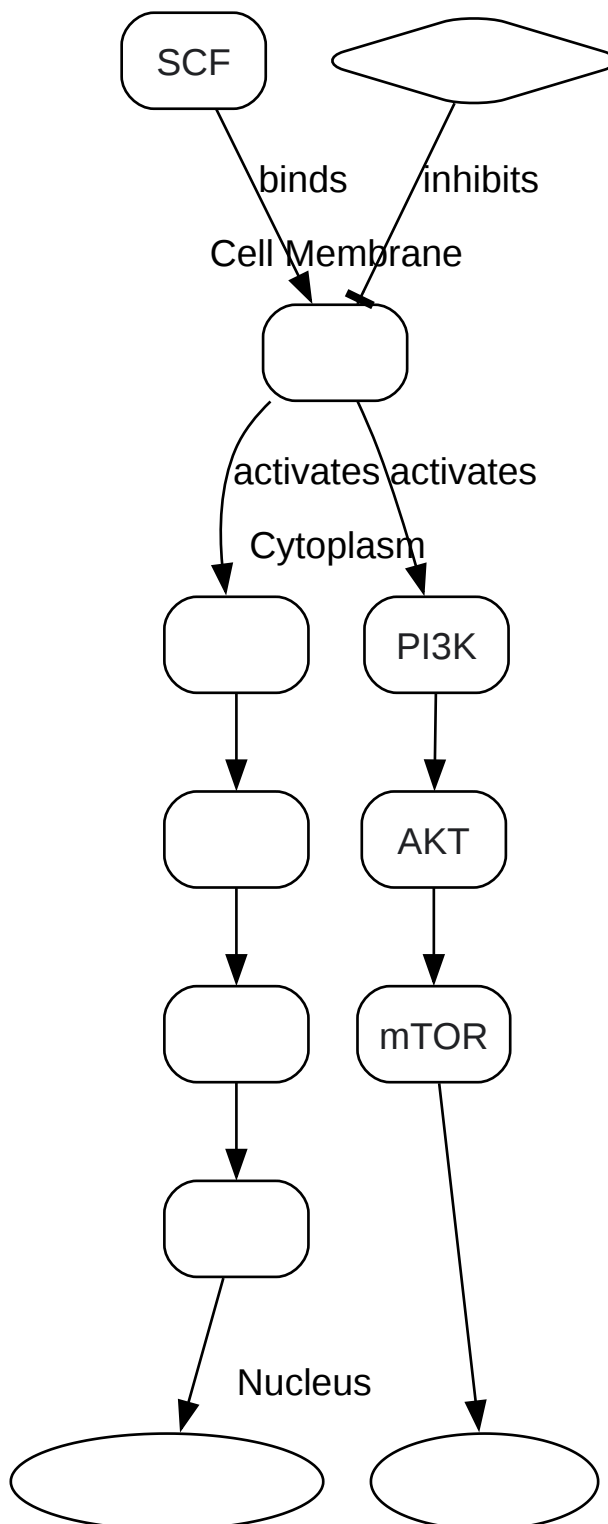 SCF
binds
inhibits
Cell Membrane
activates
activates
Cytoplasm
PI3K
AKT
mTOR
Nucleus